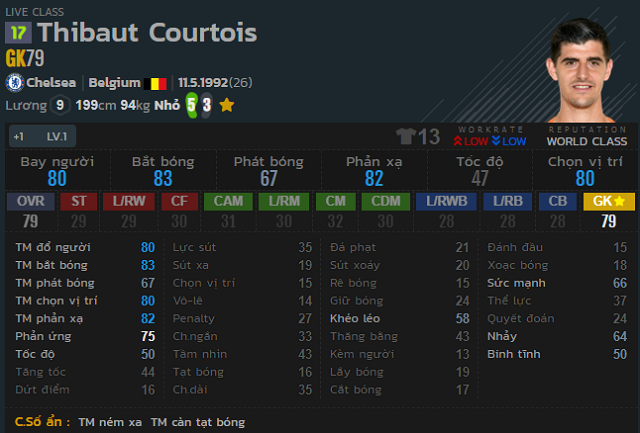 LIVE CLASS
17 Thibaut Courtois
GK79
Chelsea Belgium 11.5.1992(26)
Lương 9 199cm 94kg Nhỏ 5 3
+1 LV.1 13 WORKRATE LOW LOW REPUTATION WORLD CLASS
Bay người Bắt bóng Phát bóng Phản xạ Tốc độ Chọn vị trí
80 83 67 82 47 80
OVR ST L/RW CF CAM L/RM CM CDM L/RWB L/RB CB GK
79 29 29 30 31 30 32 30 28 28 28 79
TM đổ người 80 Lực sút 35 Đá phạt 21 Đánh đầu 15
TM bắt bóng 83 Sút xa 19 Sút xoáy 20 Xoạc bóng 18
TM phát bóng 67 Chọn vị trí 15 Rê bóng 15 Sức mạnh 66
TM chọn vị trí 80 Vô-lê 14 Giữ bóng 24 Thể lực 37
TM phản xạ 82 Penalty 27 Khéo léo 58 Quyết đoán 24
Phản ứng 75 Ch.ngắn 33 Thăng bằng 43 Nhảy 64
Tốc độ 50 Tầm nhìn 43 Kèm người 13 Bình tĩnh 50
Tăng tốc 44 Tạt bóng 16 Lấy bóng 19
Dứt điểm 16 Ch.dài 35 Cắt bóng 17
C.Số ẩn : TM ném xa TM cản tạt bóng